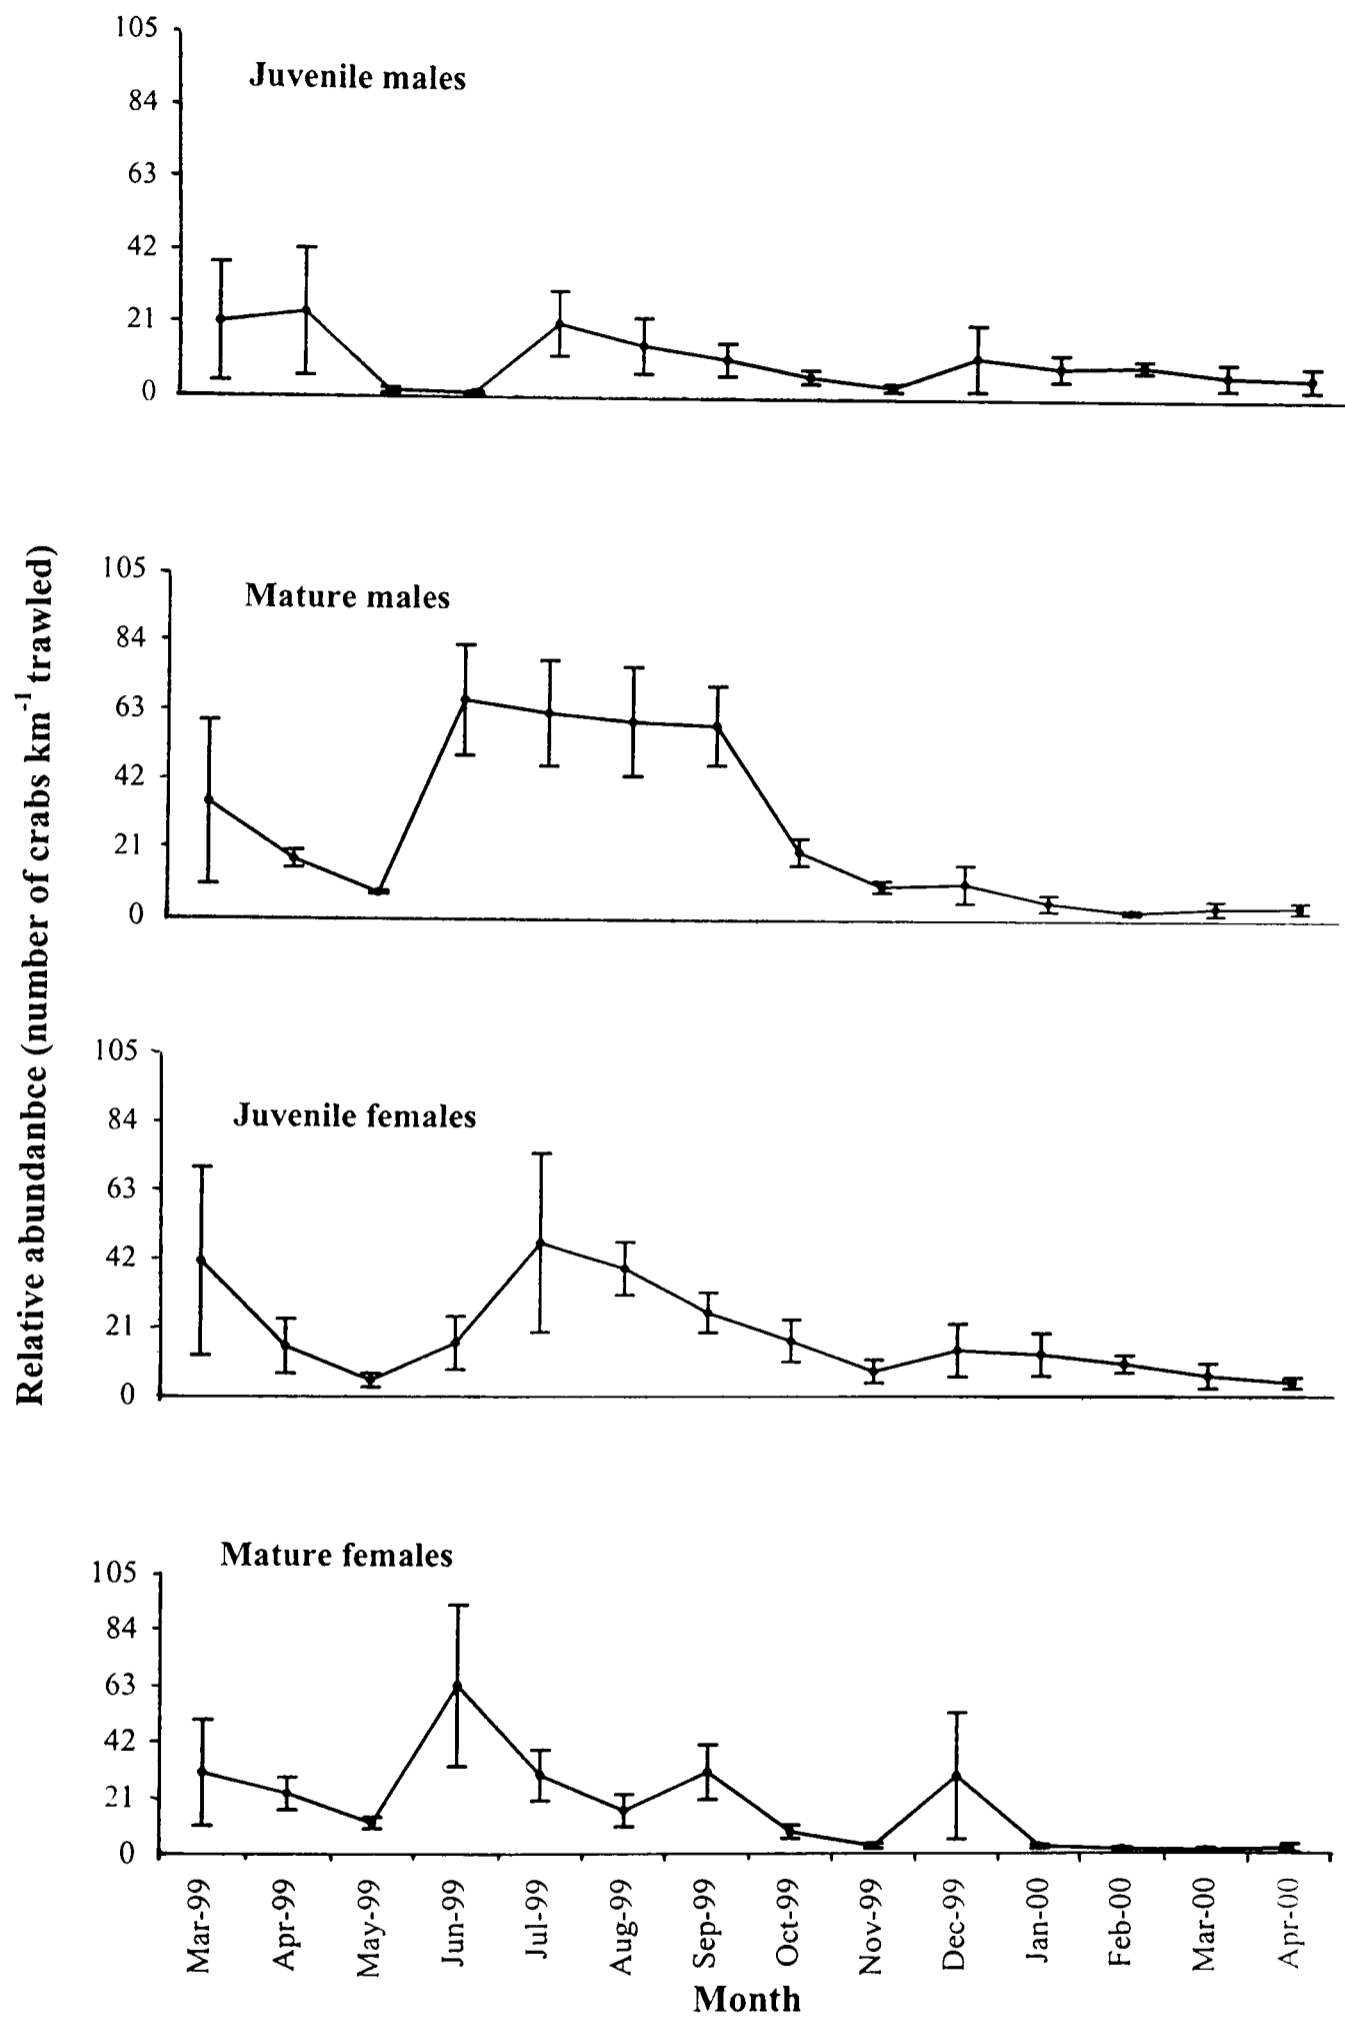 Relative abundanbce (number of crabs km-1 trawled)
Juvenile males
105
84
63
42
21
0
Mature males
105
84
63
42
21
0
Juvenile females
105
84
63
42
21
0
Mature females
105
84
63
42
21
0
Mar-99
Apr-99
May-99
Jun-99
Jul-99
Aug-99
Sep-99
Oct-99
Nov-99
Dec-99
Jan-00
Feb-00
Mar-00
Apr-00
Month